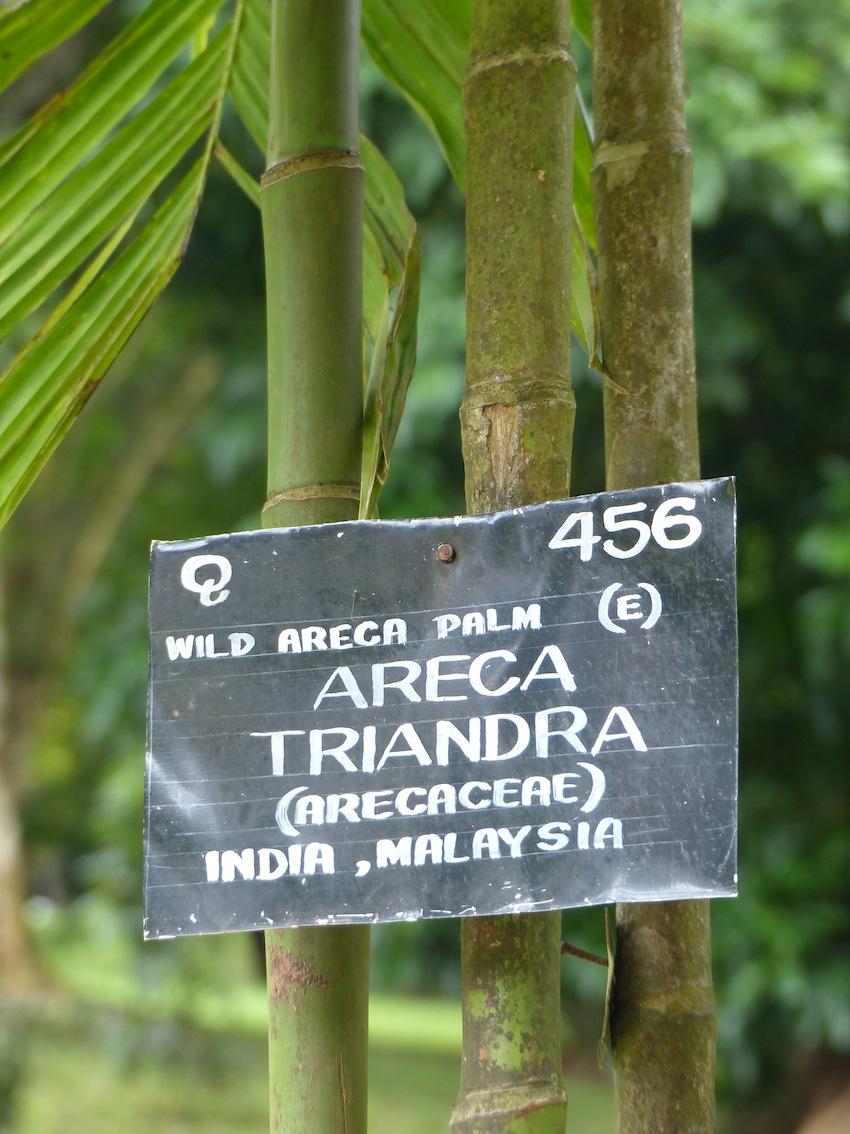 Q 456
WILD ARECA PALM (E)
ARECA
TRIANDRA
(ARECACEAE)
INDIA ,MALAYSIA